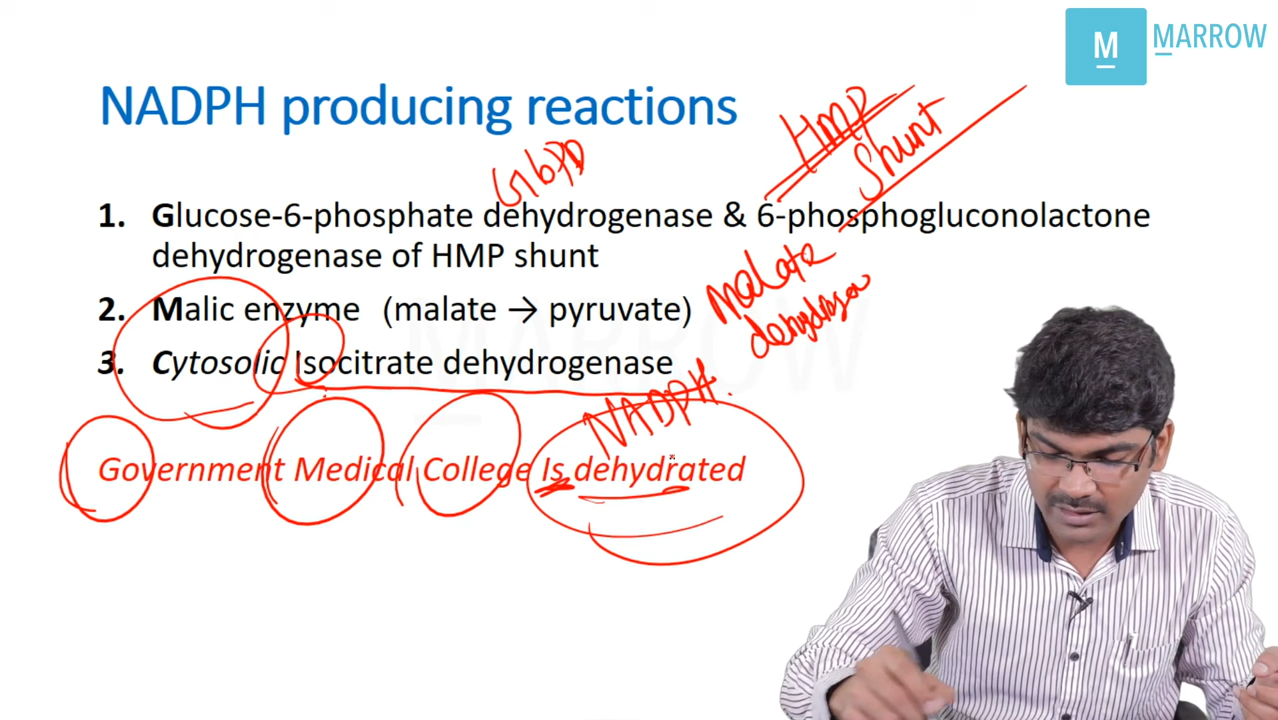 M MARROW
NADPH producing reactions
HMP
Shunt
G6PD
1. Glucose-6-phosphate dehydrogenase & 6-phosphogluconolactone
dehydrogenase of HMP shunt
malate
2. Malic enzyme (malate → pyruvate)
3. Cytosolic Isocitrate dehydrogenase
NADPH.
Government Medical College Is dehydrated
MARROW